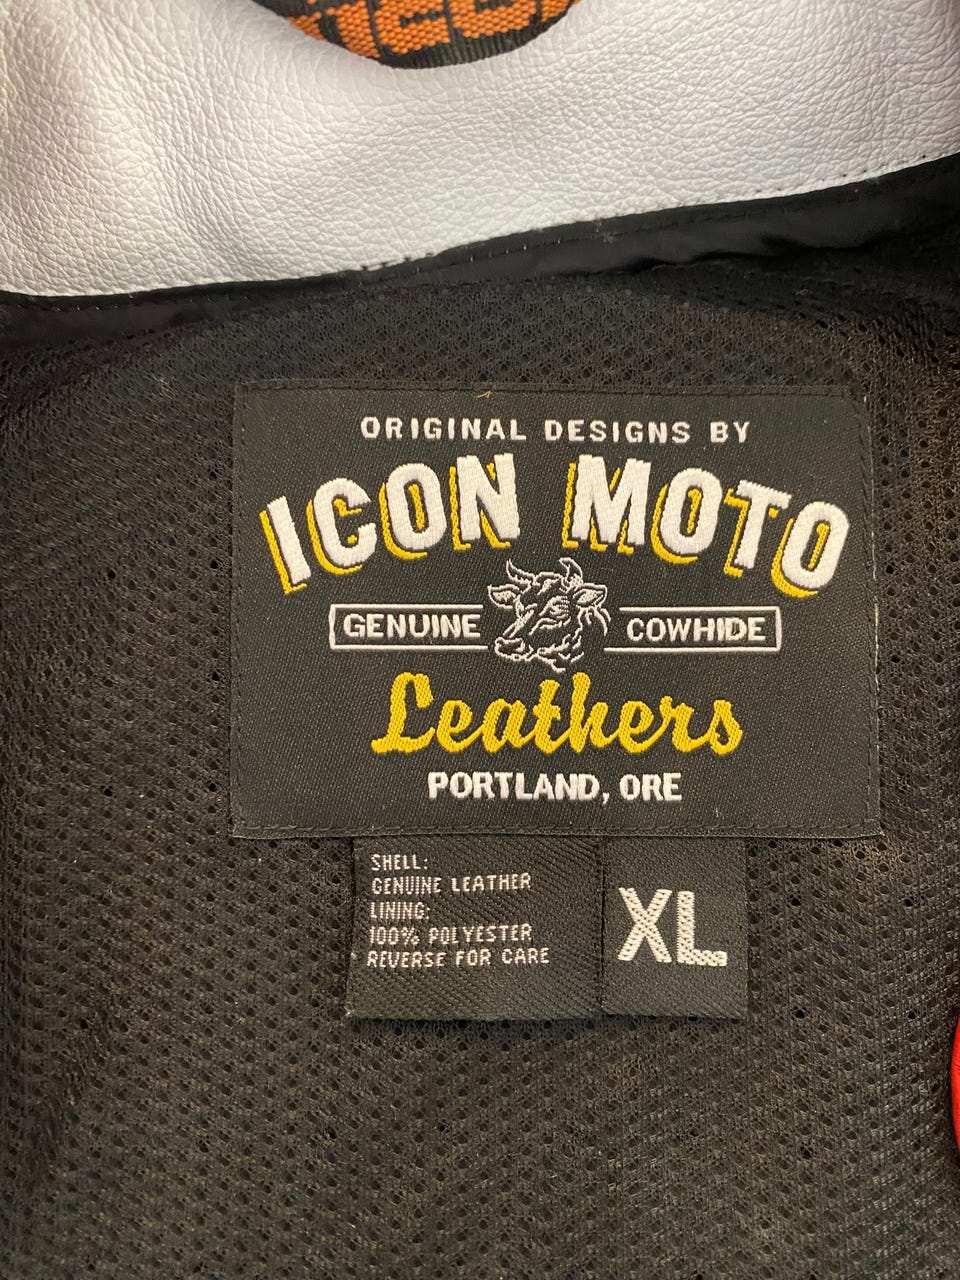 ORIGINAL DESIGNS BY
ICON MOTO
GENUINE COWHIDE
Leathers
PORTLAND, ORE
SHELL:
GENUINE LEATHER
LINING:
100% POLYESTER
REVERSE FOR CARE
XL